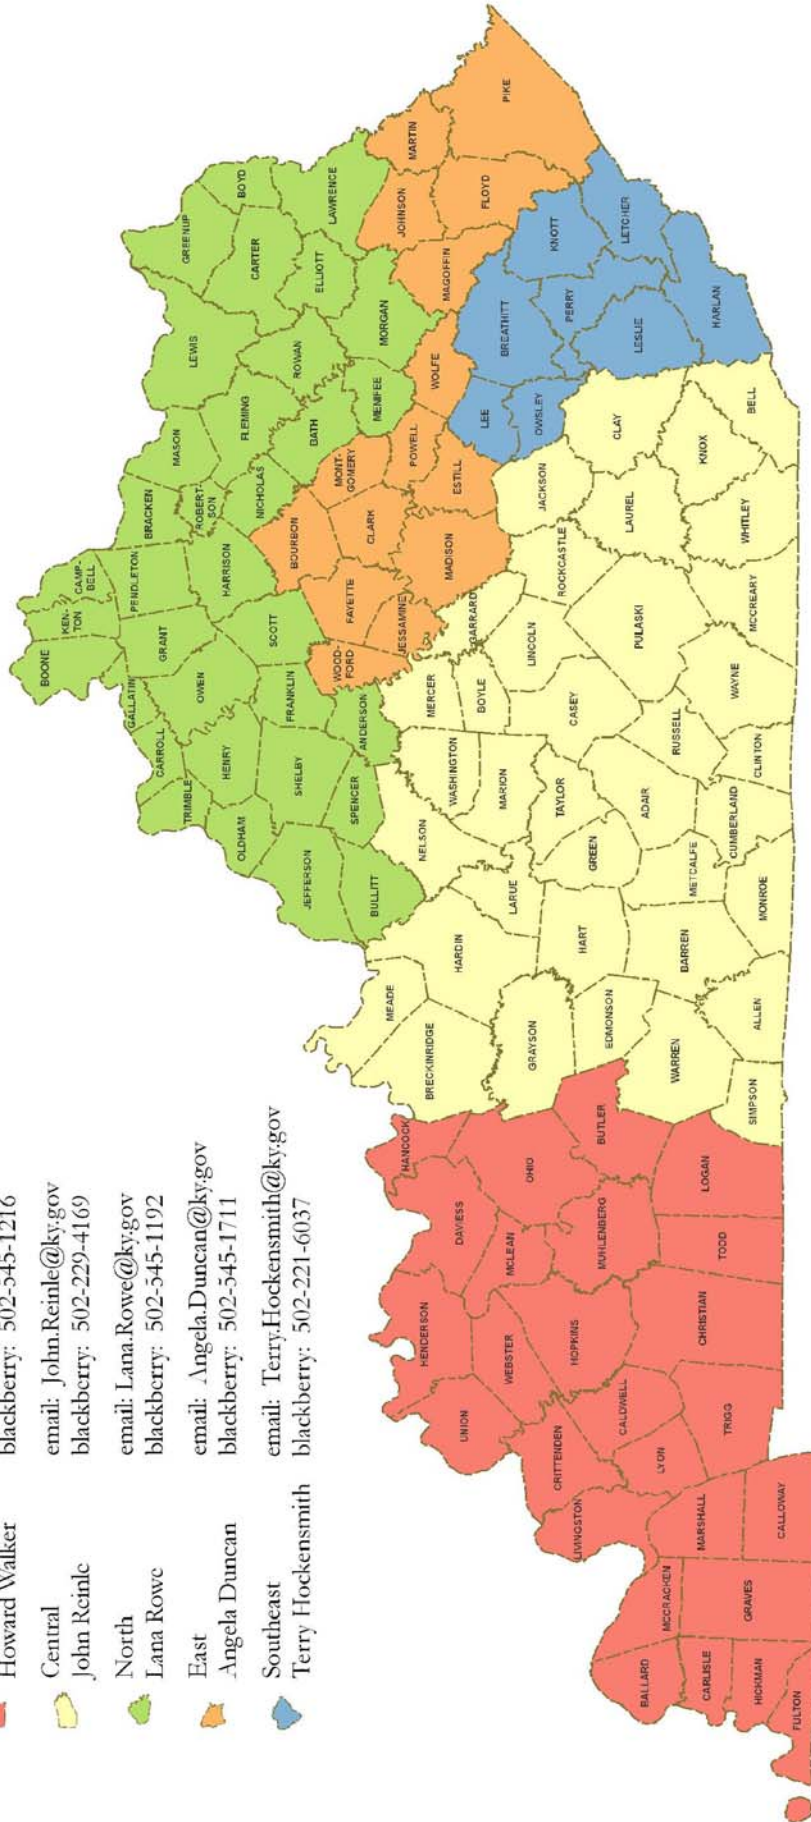 Howard Walker blackberry: 502-545-1216
Central email: John.Reinle@ky.gov
John Reinle blackberry: 502-229-4169
North email: Lana.Rowe@ky.gov
Lana Rowe blackberry: 502-545-1192
East email: Angela.Duncan@ky.gov
Angela Duncan blackberry: 502-545-1711
Southeast email: Terry.Hockensmith@ky.gov
Terry Hockensmith blackberry: 502-221-6037
BOONE
KEN-
TON
CAMP-
BELL
GALLATIN
GRANT
PENDLETON
BRACKEN
MASON
LEWIS
GREENUP
CARROLL
TRIMBLE
OWEN
HARRISON
ROBERT-
SON
FLEMING
CARTER
BOYD
HENRY
OLDHAM
SCOTT
NICHOLAS
ROWAN
ELLIOTT
LAWRENCE
SHELBY
FRANKLIN
BOURBON
BATH
JEFFERSON
SPENCER
ANDERSON
WOOD-
FORD
FAYETTE
CLARK
MONT-
GOMERY
MENIFEE
MORGAN
JOHNSON
MARTIN
BULLITT
JESSAMINE
POWELL
WOLFE
MAGOFFIN
FLOYD
PIKE
MEADE
HARDIN
NELSON
WASHINGTON
MERCER
GARRARD
MADISON
ESTILL
LEE
BREATHITT
KNOTT
BRECKINRIDGE
LARUE
MARION
BOYLE
LINCOLN
ROCKCASTLE
JACKSON
OWSLEY
PERRY
LETCHER
HANCOCK
GRAYSON
HART
GREEN
TAYLOR
CASEY
PULASKI
LAUREL
CLAY
LESLIE
HARLAN
HENDERSON
DAVIESS
OHIO
BUTLER
EDMONSON
BARREN
METCALFE
ADAIR
RUSSELL
WAYNE
MCCREARY
WHITLEY
KNOX
BELL
UNION
WEBSTER
MCLEAN
MUHLENBERG
WARREN
ALLEN
MONROE
CUMBERLAND
CLINTON
CRITTENDEN
HOPKINS
LOGAN
SIMPSON
LIVINGSTON
CALDWELL
LYON
CHRISTIAN
TODD
TRIGG
BALLARD
MCCRACKEN
MARSHALL
CARLISLE
GRAVES
CALLOWAY
HICKMAN
FULTON